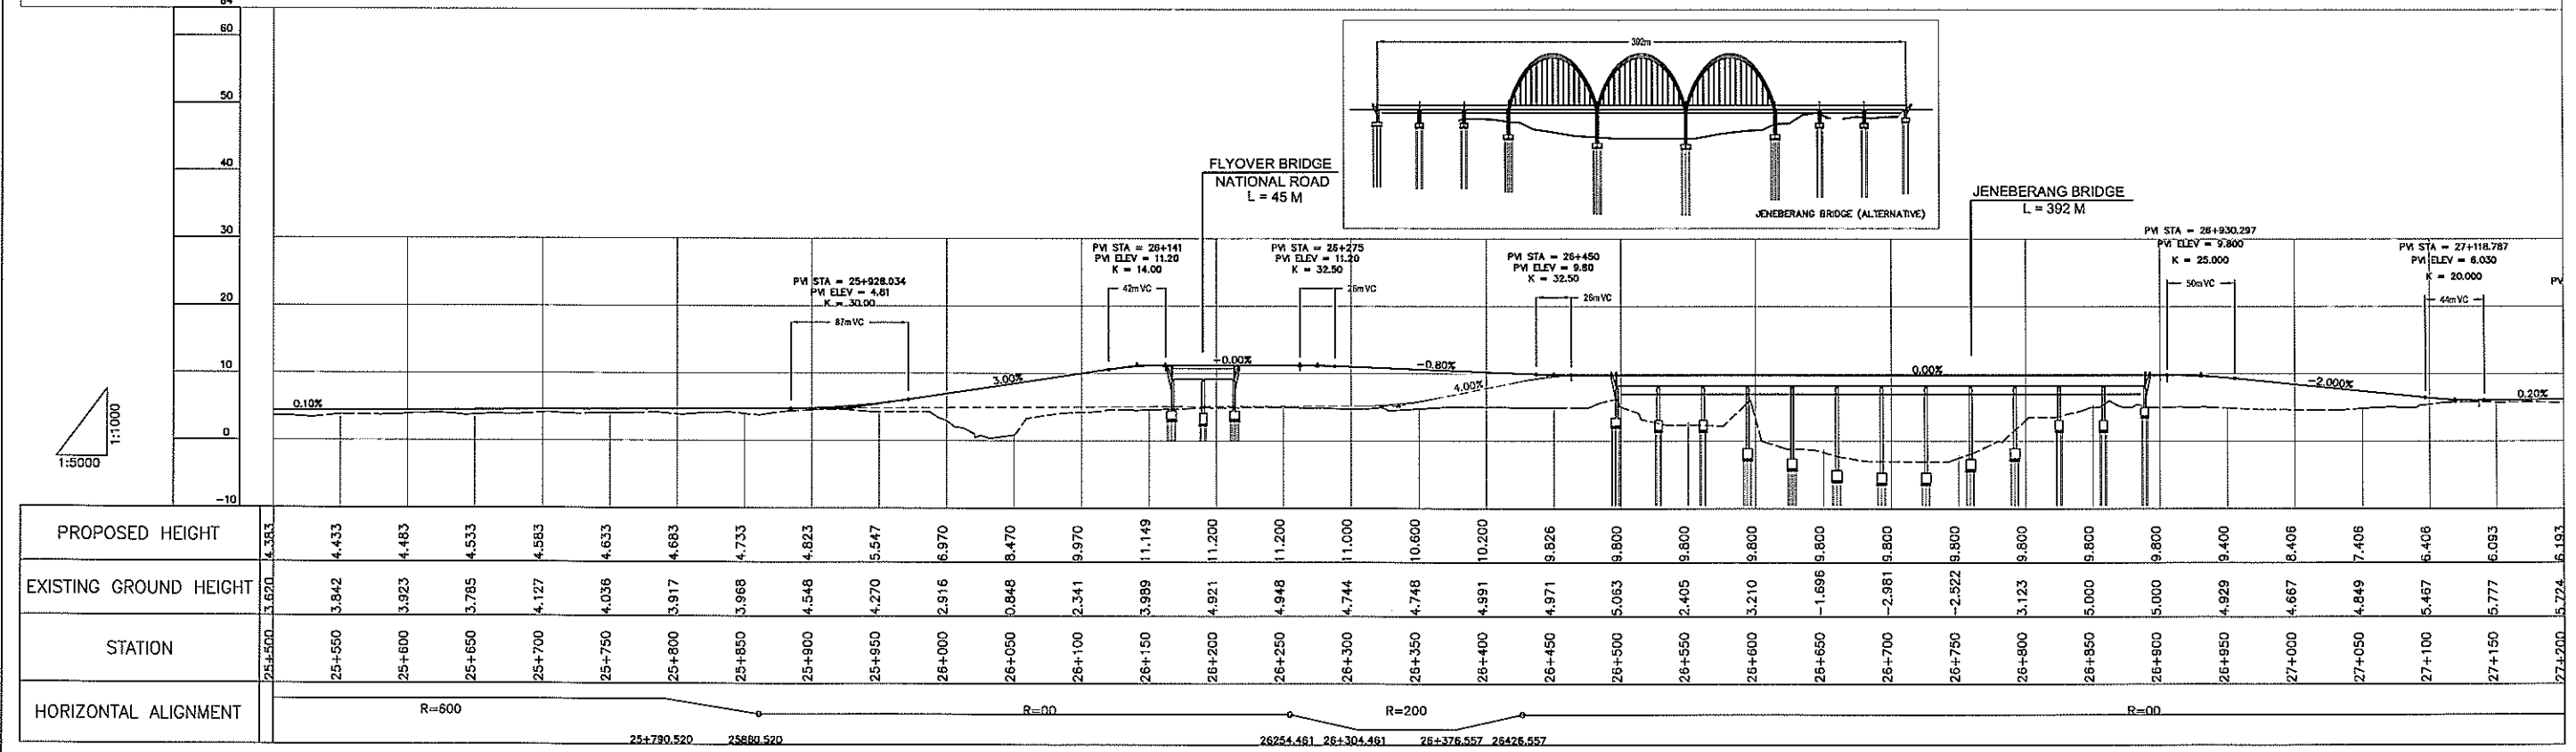 64
60
50
40
30
20
10
0
-10
1:1000
1:5000
392m
JENEBERANG BRIDGE (ALTERNATIVE)
FLYOVER BRIDGE
NATIONAL ROAD
L = 45 M
JENEBERANG BRIDGE
L = 392 M
PVI STA = 25+928.034
PVI ELEV = 4.81
K = 30.00
87mVC
PVI STA = 26+141
PVI ELEV = 11.20
K = 14.00
42mVC
PVI STA = 26+275
PVI ELEV = 11.20
K = 32.50
26mVC
PVI STA = 26+450
PVI ELEV = 9.80
K = 32.50
26mVC
PVI STA = 26+930.297
PVI ELEV = 9.800
K = 25.000
50mVC
PVI STA = 27+118.787
PVI ELEV = 6.030
K = 20.000
44mVC
PV
0.10%
3.00%
-0.00%
-0.80%
4.00%
0.00%
-2.000%
0.20%
PROPOSED HEIGHT 4.383 4.433 4.483 4.533 4.583 4.633 4.683 4.733 4.823 5.547 6.970 8.470 9.970 11.149 11.200 11.200 11.000 10.600 10.200 9.826 9.800 9.800 9.800 9.800 9.800 9.800 9.800 9.800 9.800 9.400 8.406 7.406 6.406 6.093 6.193
EXISTING GROUND HEIGHT 3.620 3.842 3.923 3.785 4.127 4.036 3.917 3.968 4.548 4.270 2.916 0.848 2.341 3.989 4.921 4.948 4.744 4.748 4.991 4.971 5.063 2.405 3.210 -1.696 -2.981 -2.522 3.123 5.000 5.000 4.929 4.667 4.849 5.467 5.777 5.724
STATION 25+500 25+550 25+600 25+650 25+700 25+750 25+800 25+850 25+900 25+950 26+000 26+050 26+100 26+150 26+200 26+250 26+300 26+350 26+400 26+450 26+500 26+550 26+600 26+650 26+700 26+750 26+800 26+850 26+900 26+950 27+000 27+050 27+100 27+150 27+200
HORIZONTAL ALIGNMENT R=600 R=00 R=200 R=00
25+790.520 25880.520 26254.461 26+304.461 26+376.557 26426.557